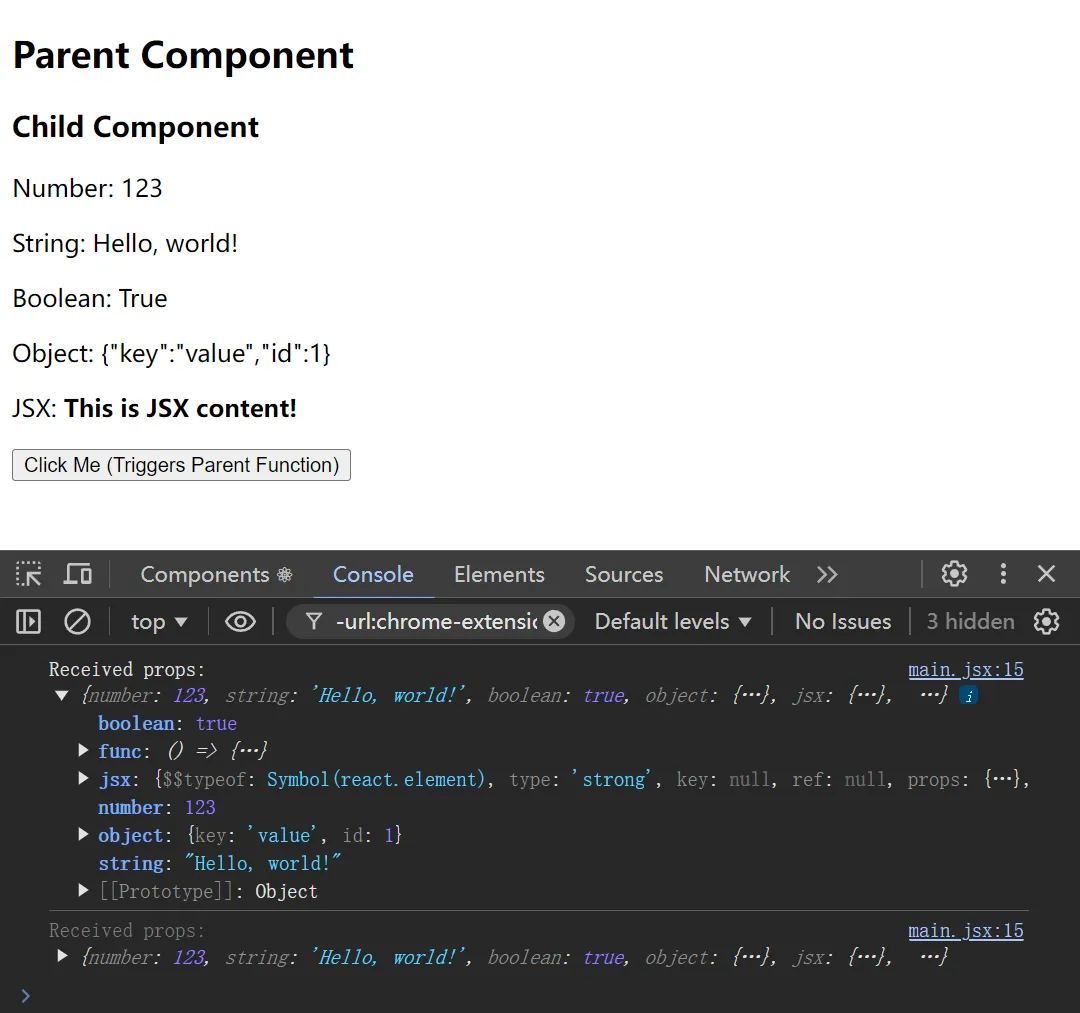 Parent Component
Child Component
Number: 123
String: Hello, world!
Boolean: True
Object: {"key":"value","id":1}
JSX: This is JSX content!
Click Me (Triggers Parent Function)
Components Console Elements Sources Network
top ▼ -url:chrome-extensi Default levels ▼ No Issues 3 hidden
Received props: main.jsx:15
▼ {number: 123, string: 'Hello, world!', boolean: true, object: {…}, jsx: {…}, …} i
boolean: true
▶ func: () => {…}
▶ jsx: {$$typeof: Symbol(react.element), type: 'strong', key: null, ref: null, props: {…},
number: 123
▶ object: {key: 'value', id: 1}
string: "Hello, world!"
▶ [[Prototype]]: Object
Received props: main.jsx:15
▶ {number: 123, string: 'Hello, world!', boolean: true, object: {…}, jsx: {…}, …}
>